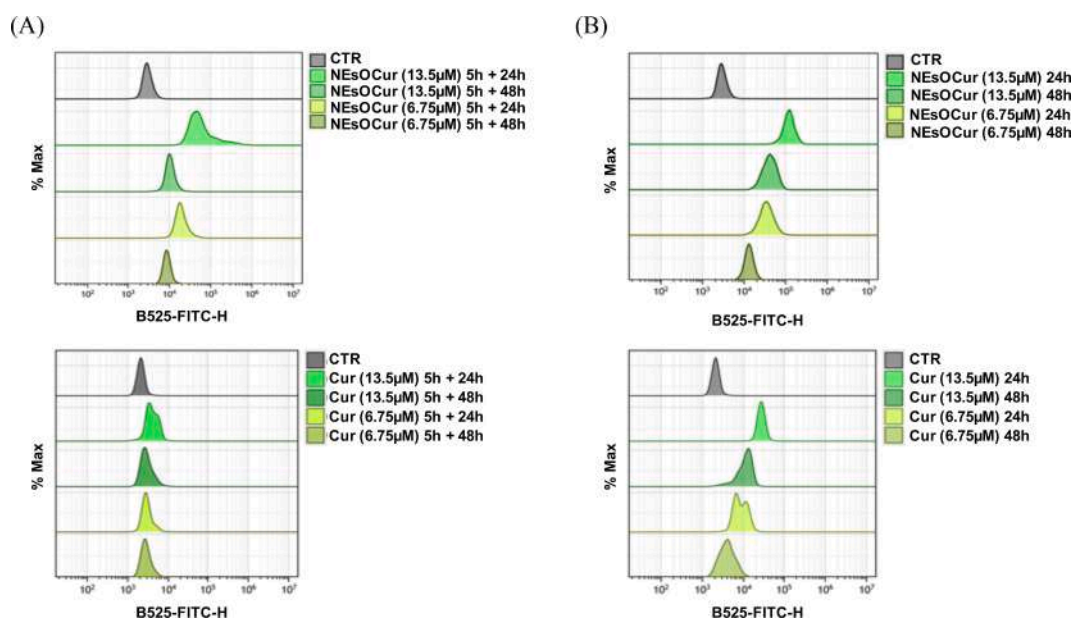 (A)
CTR
NEsOCur (13.5µM) 5h + 24h
NEsOCur (13.5µM) 5h + 48h
NEsOCur (6.75µM) 5h + 24h
NEsOCur (6.75µM) 5h + 48h
% Max
10² 10³ 10⁴ 10⁵ 10⁶ 10⁷
B525-FITC-H
(B)
CTR
NEsOCur (13.5µM) 24h
NEsOCur (13.5µM) 48h
NEsOCur (6.75µM) 24h
NEsOCur (6.75µM) 48h
% Max
10² 10³ 10⁴ 10⁵ 10⁶ 10⁷
B525-FITC-H
CTR
Cur (13.5µM) 5h + 24h
Cur (13.5µM) 5h + 48h
Cur (6.75µM) 5h + 24h
Cur (6.75µM) 5h + 48h
% Max
10² 10³ 10⁴ 10⁵ 10⁶ 10⁷
B525-FITC-H
CTR
Cur (13.5µM) 24h
Cur (13.5µM) 48h
Cur (6.75µM) 24h
Cur (6.75µM) 48h
% Max
10² 10³ 10⁴ 10⁵ 10⁶ 10⁷
B525-FITC-H